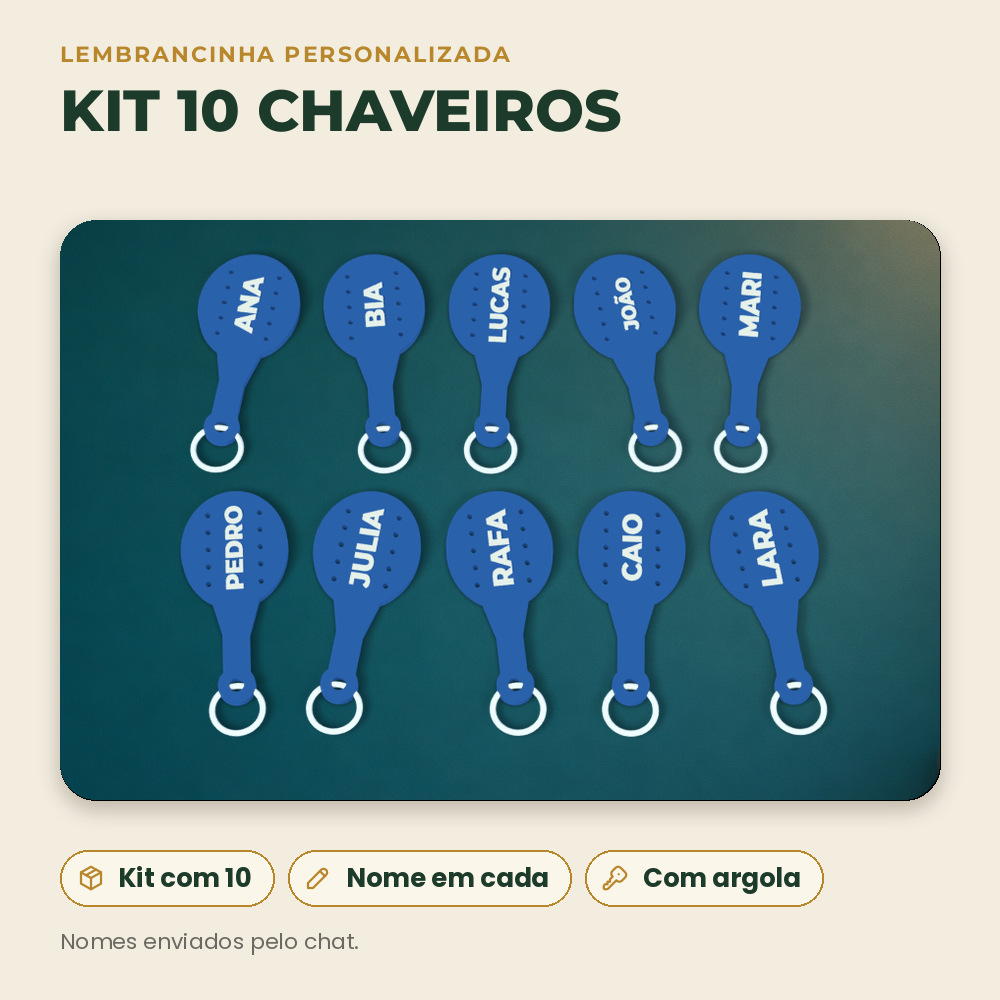 LEMBRANCINHA PERSONALIZADA
KIT 10 CHAVEIROS
ANA
BIA
LUCAS
JOÃO
MARI
PEDRO
JULIA
RAFA
CAIO
LARA
Kit com 10
Nome em cada
Com argola
Nomes enviados pelo chat.